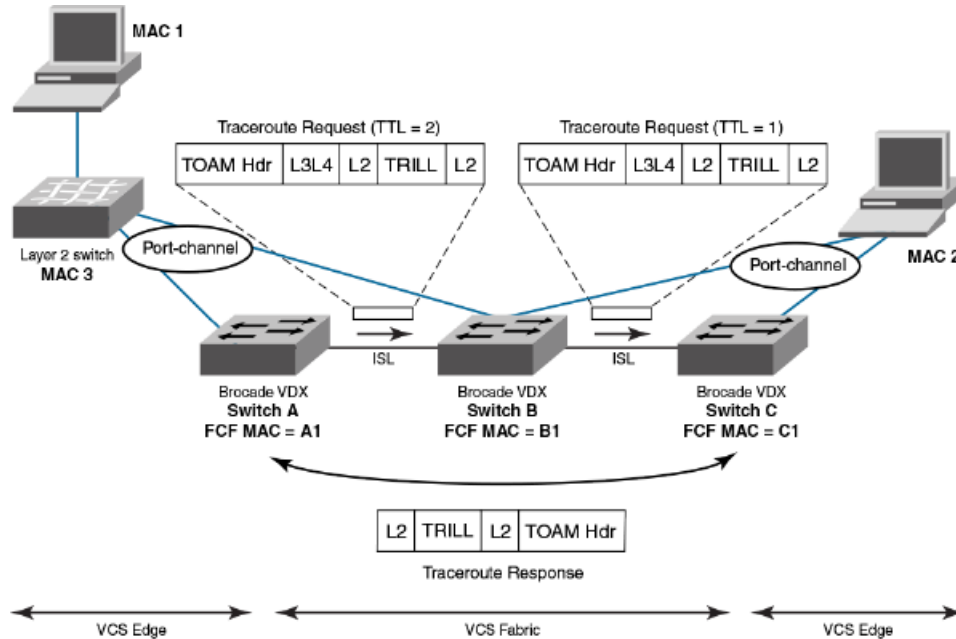 MAC 1
Traceroute Request (TTL = 2)
TOAM Hdr L3L4 L2 TRILL L2
Traceroute Request (TTL = 1)
TOAM Hdr L3L4 L2 TRILL L2
Layer 2 switch
MAC 3
Port-channel
Port-channel
MAC 2
ISL
ISL
Brocade VDX
Switch A
FCF MAC = A1
Brocade VDX
Switch B
FCF MAC = B1
Brocade VDX
Switch C
FCF MAC = C1
L2 TRILL L2 TOAM Hdr
Traceroute Response
VCS Edge
VCS Fabric
VCS Edge